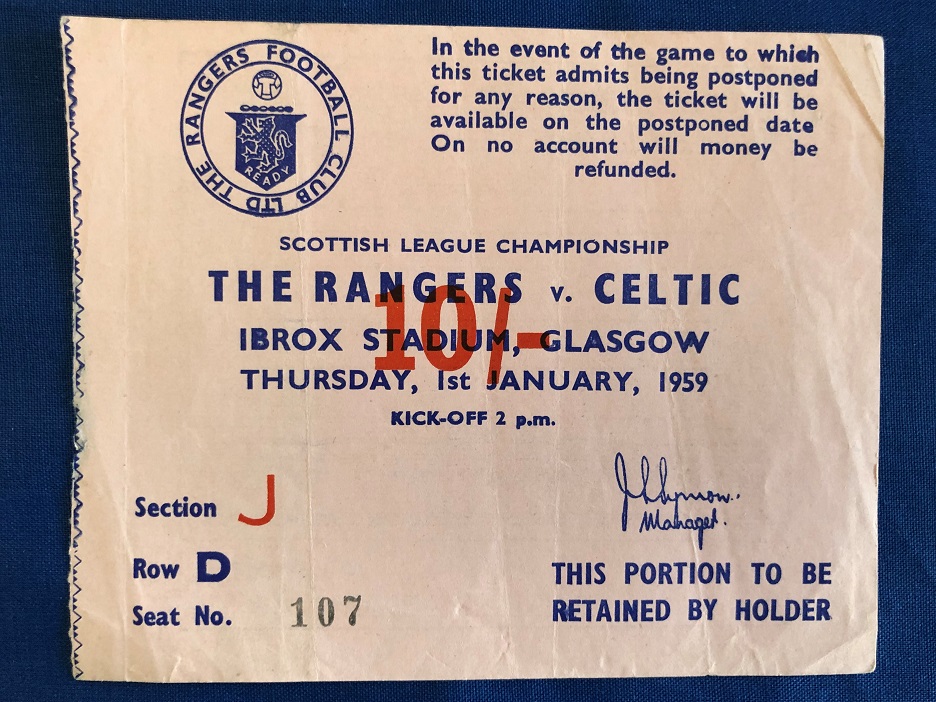 THE RANGERS FOOTBALL CLUB LTD
READY
In the event of the game to which
this ticket admits being postponed
for any reason, the ticket will be
available on the postponed date
On no account will money be
refunded.
SCOTTISH LEAGUE CHAMPIONSHIP
THE RANGERS v. CELTIC
10/-
IBROX STADIUM, GLASGOW
THURSDAY, 1st JANUARY, 1959
KICK-OFF 2 p.m.
Section J
Row D
Seat No. 107
J S Symon.
Manager.
THIS PORTION TO BE
RETAINED BY HOLDER